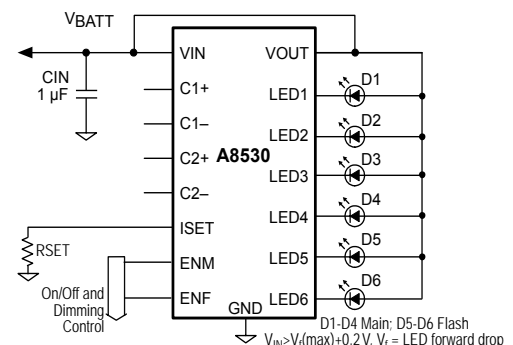 VBATT
VIN VOUT
CIN
1 µF
C1+ LED1 D1
C1– LED2 D2
C2+ A8530 LED3 D3
C2– LED4 D4
ISET
RSET LED5 D5
ENM
On/Off and
Dimming
Control
ENF GND LED6 D6
D1-D4 Main; D5-D6 Flash
VIN>Vf(max)+0.2 V, Vf = LED forward drop